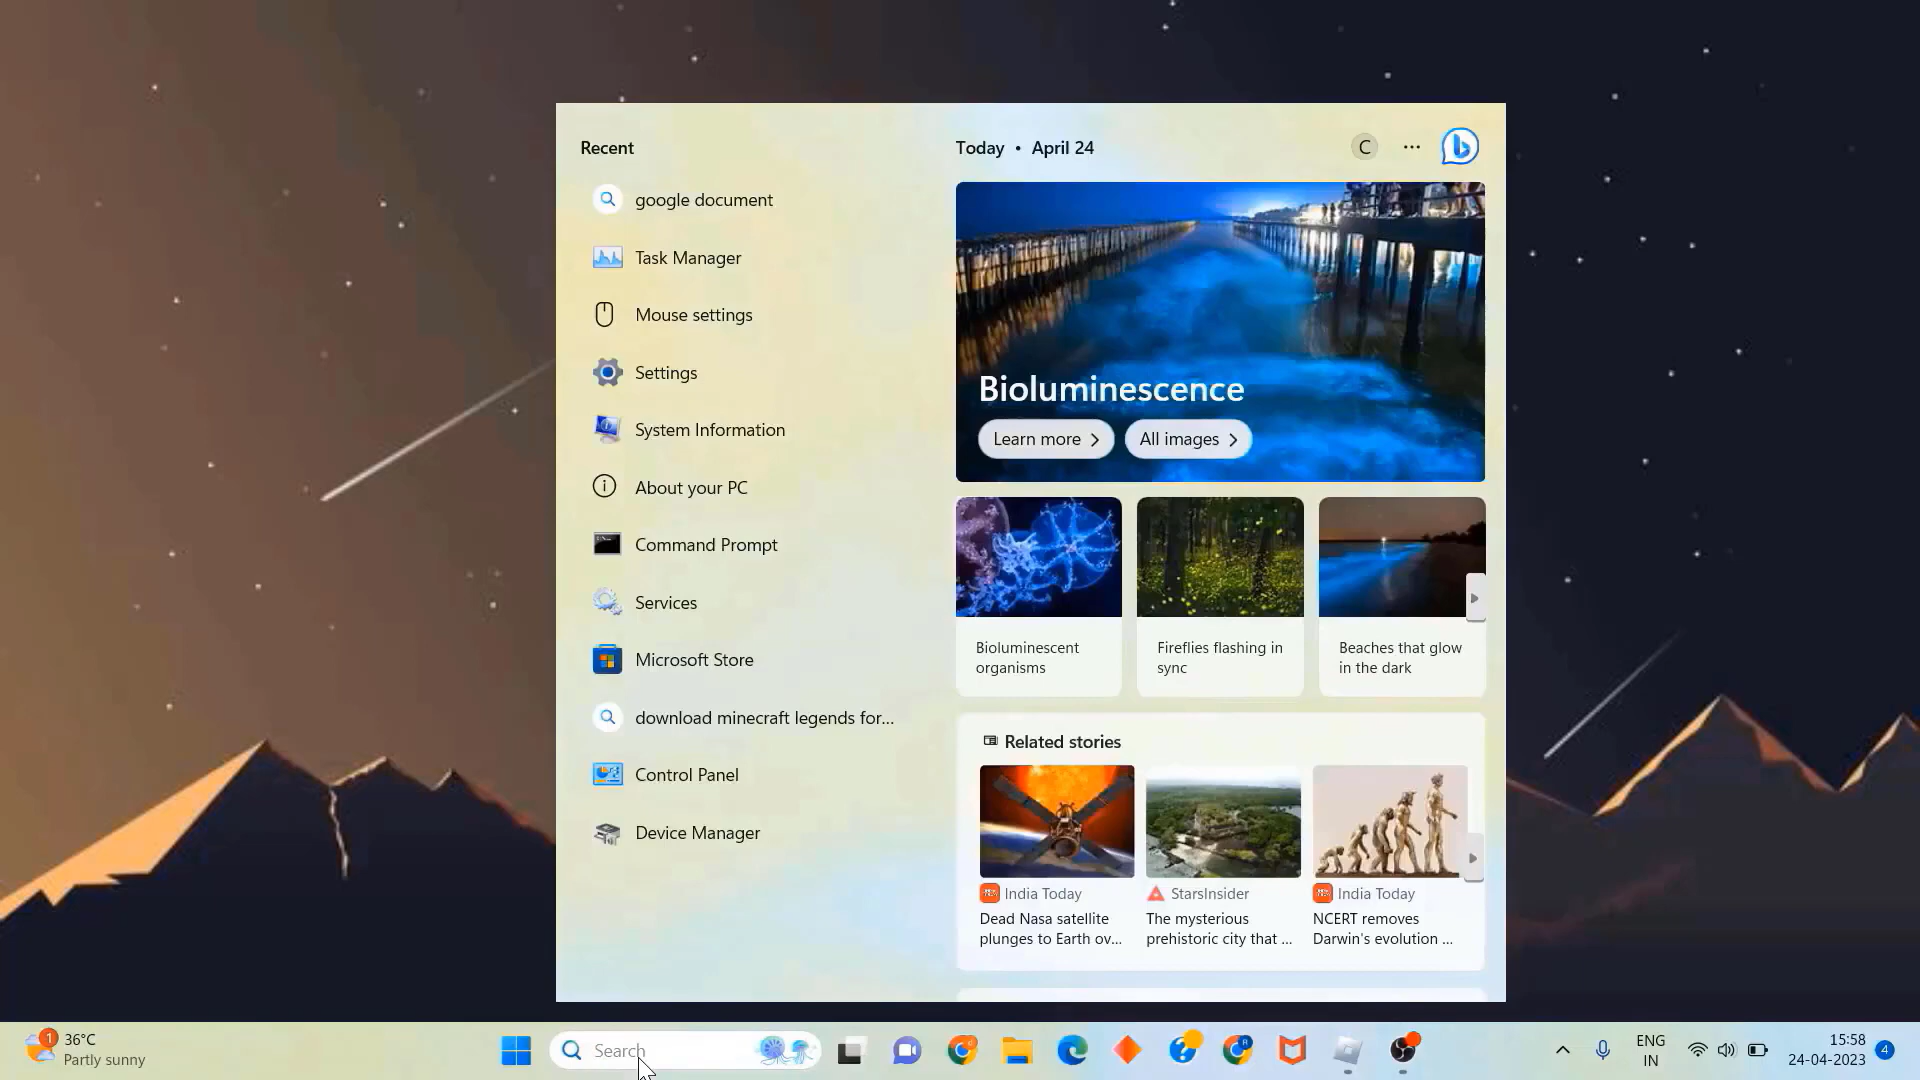 Recent
google document
Task Manager
Mouse settings
Settings
System Information
About your PC
Command Prompt
Services
Microsoft Store
download minecraft legends for...
Control Panel
Device Manager
Today • April 24
C
Bioluminescence
Learn more
All images
Bioluminescent
organisms
Fireflies flashing in
sync
Beaches that glow
in the dark
Related stories
India Today
Dead Nasa satellite
plunges to Earth ov...
StarsInsider
The mysterious
prehistoric city that ...
India Today
NCERT removes
Darwin's evolution ...
1
36°C
Partly sunny
Search
ENG
IN
15:58
24-04-2023
4